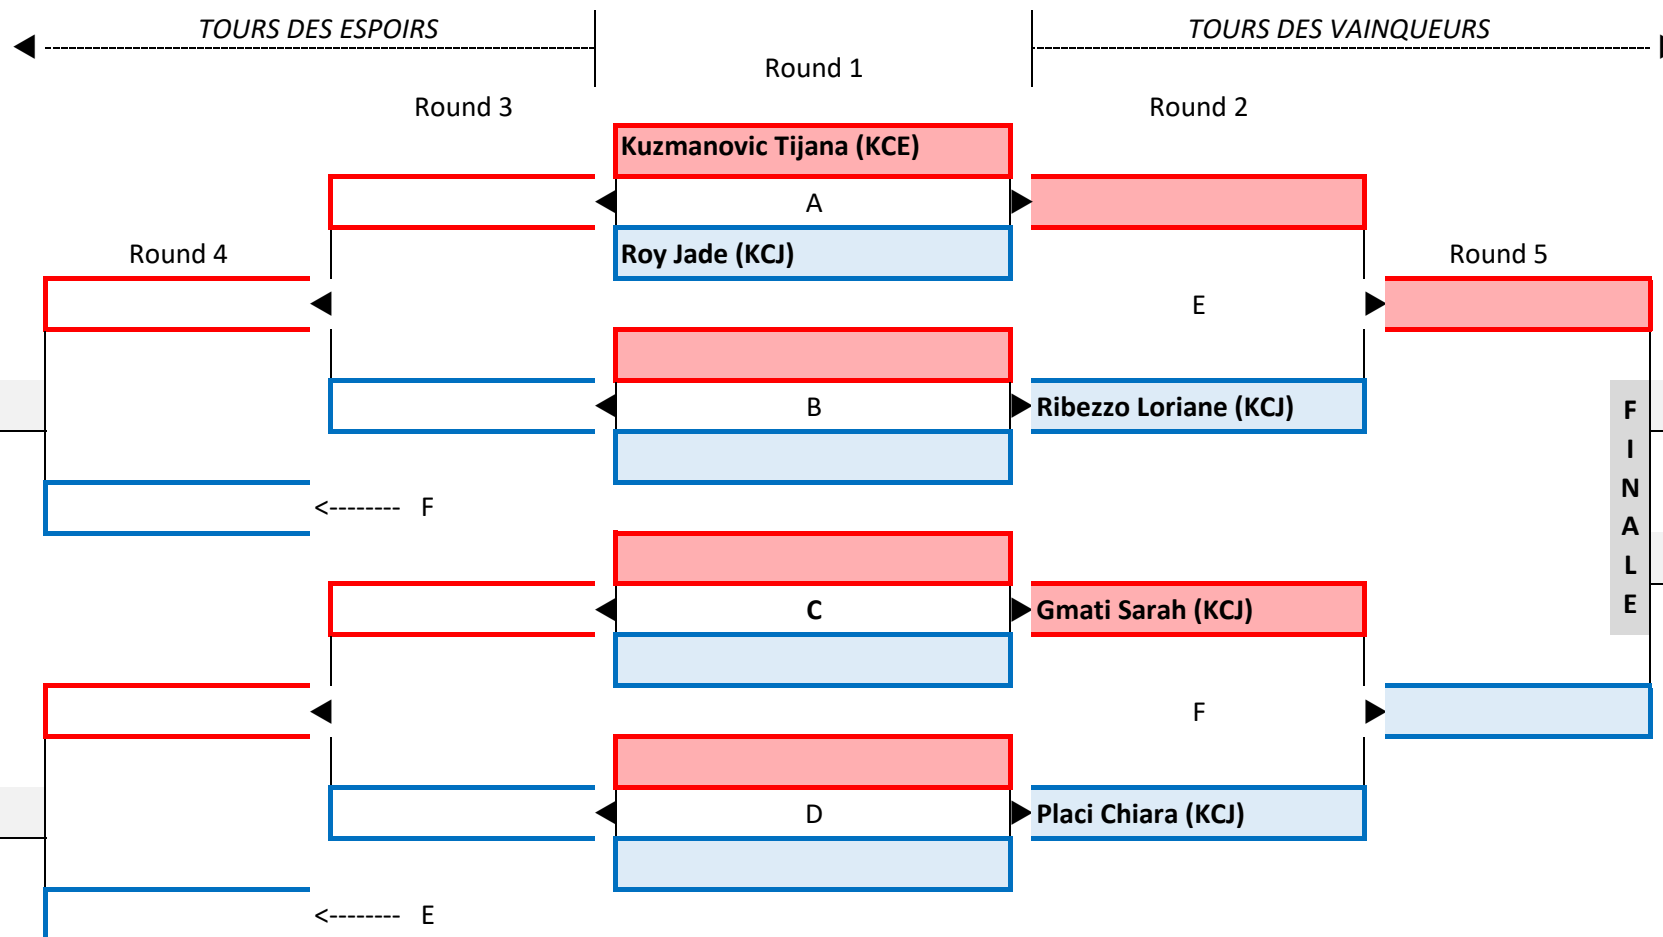 TOURS DES ESPOIRS
TOURS DES VAINQUEURS
Round 1
Round 3
Round 2
Kuzmanovic Tijana (KCE)
A
Roy Jade (KCJ)
Round 4
Round 5
E
B
Ribezzo Loriane (KCJ)
F
I
N
A
L
E
<-------- F
C
Gmati Sarah (KCJ)
F
D
Placi Chiara (KCJ)
<-------- E